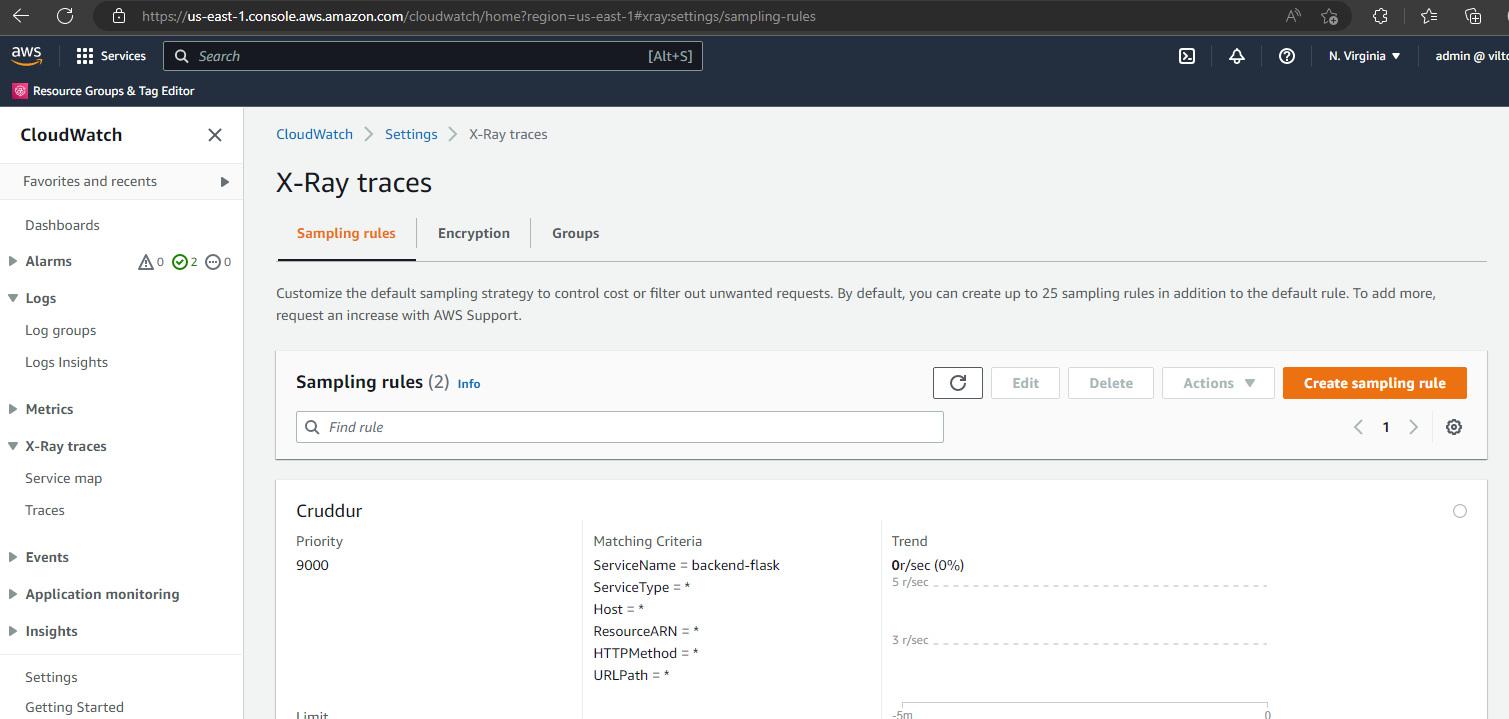 https://us-east-1.console.aws.amazon.com/cloudwatch/home?region=us-east-1#xray:settings/sampling-rules
aws
Services
Search
[Alt+S]
N. Virginia
admin @ vilto
Resource Groups & Tag Editor
CloudWatch
Favorites and recents
Dashboards
Alarms 0 2 0
Logs
Log groups
Logs Insights
Metrics
X-Ray traces
Service map
Traces
Events
Application monitoring
Insights
Settings
Getting Started
CloudWatch > Settings > X-Ray traces
X-Ray traces
Sampling rules
Encryption
Groups
Customize the default sampling strategy to control cost or filter out unwanted requests. By default, you can create up to 25 sampling rules in addition to the default rule. To add more,
request an increase with AWS Support.
Sampling rules (2) Info
Edit
Delete
Actions
Create sampling rule
Find rule
1
Cruddur
Priority
9000
Limit
Matching Criteria
ServiceName = backend-flask
ServiceType = *
Host = *
ResourceARN = *
HTTPMethod = *
URLPath = *
Trend
0r/sec (0%)
5 r/sec
3 r/sec
-5m
0